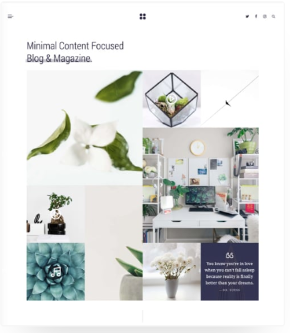 Minimal Content Focused
Blog & Magazine.
You know you're in love
when you can't fall asleep
because reality is finally
better than your dreams.